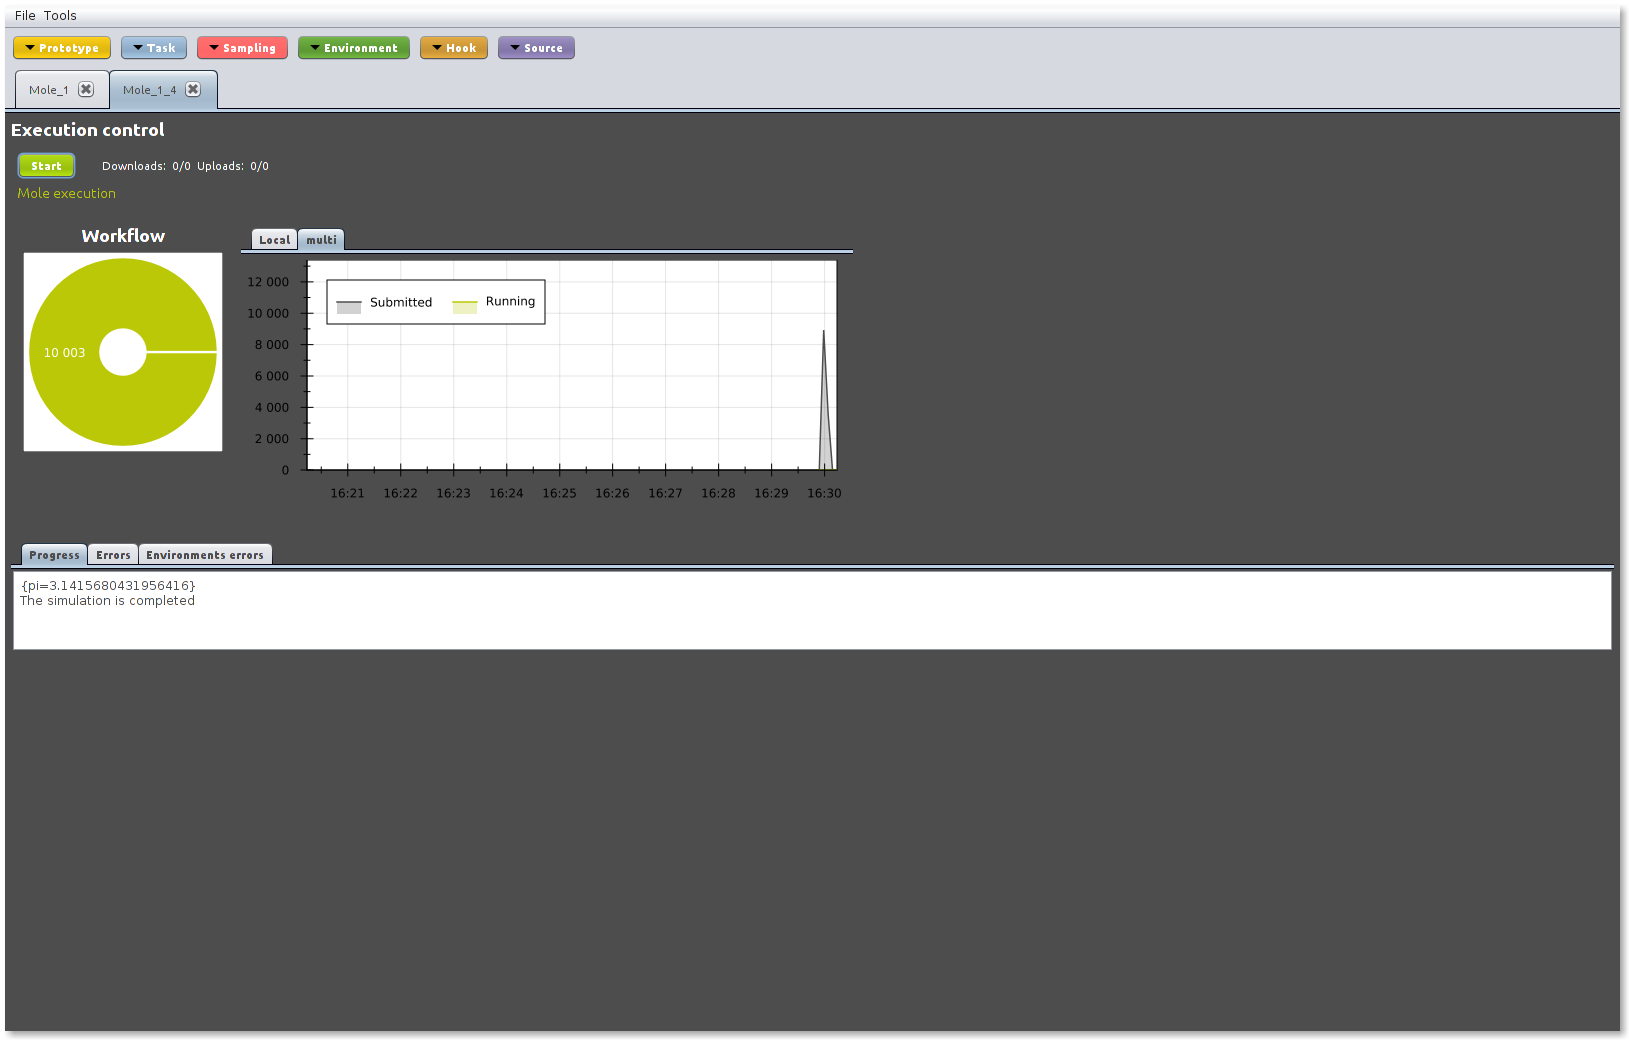 File Tools
Prototype Task Sampling Environment Hook Source
Mole_1 Mole_1_4
Execution control
Start Downloads: 0/0 Uploads: 0/0
Mole execution
Workflow
10 003
Local multi
12 000
10 000
8 000
6 000
4 000
2 000
0
Submitted Running
16:21 16:22 16:23 16:24 16:25 16:26 16:27 16:28 16:29 16:30
Progress Errors Environments errors
{pi=3.1415680431956416}
The simulation is completed